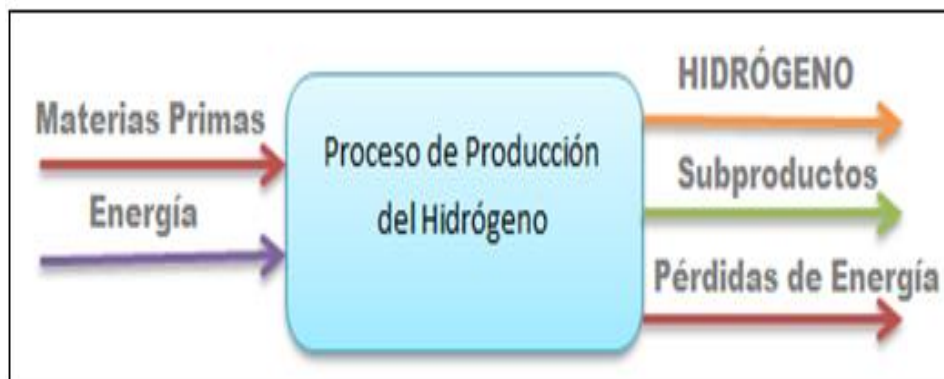 Materias Primas
Energía
Proceso de Producción
del Hidrógeno
HIDRÓGENO
Subproductos
Pérdidas de Energía